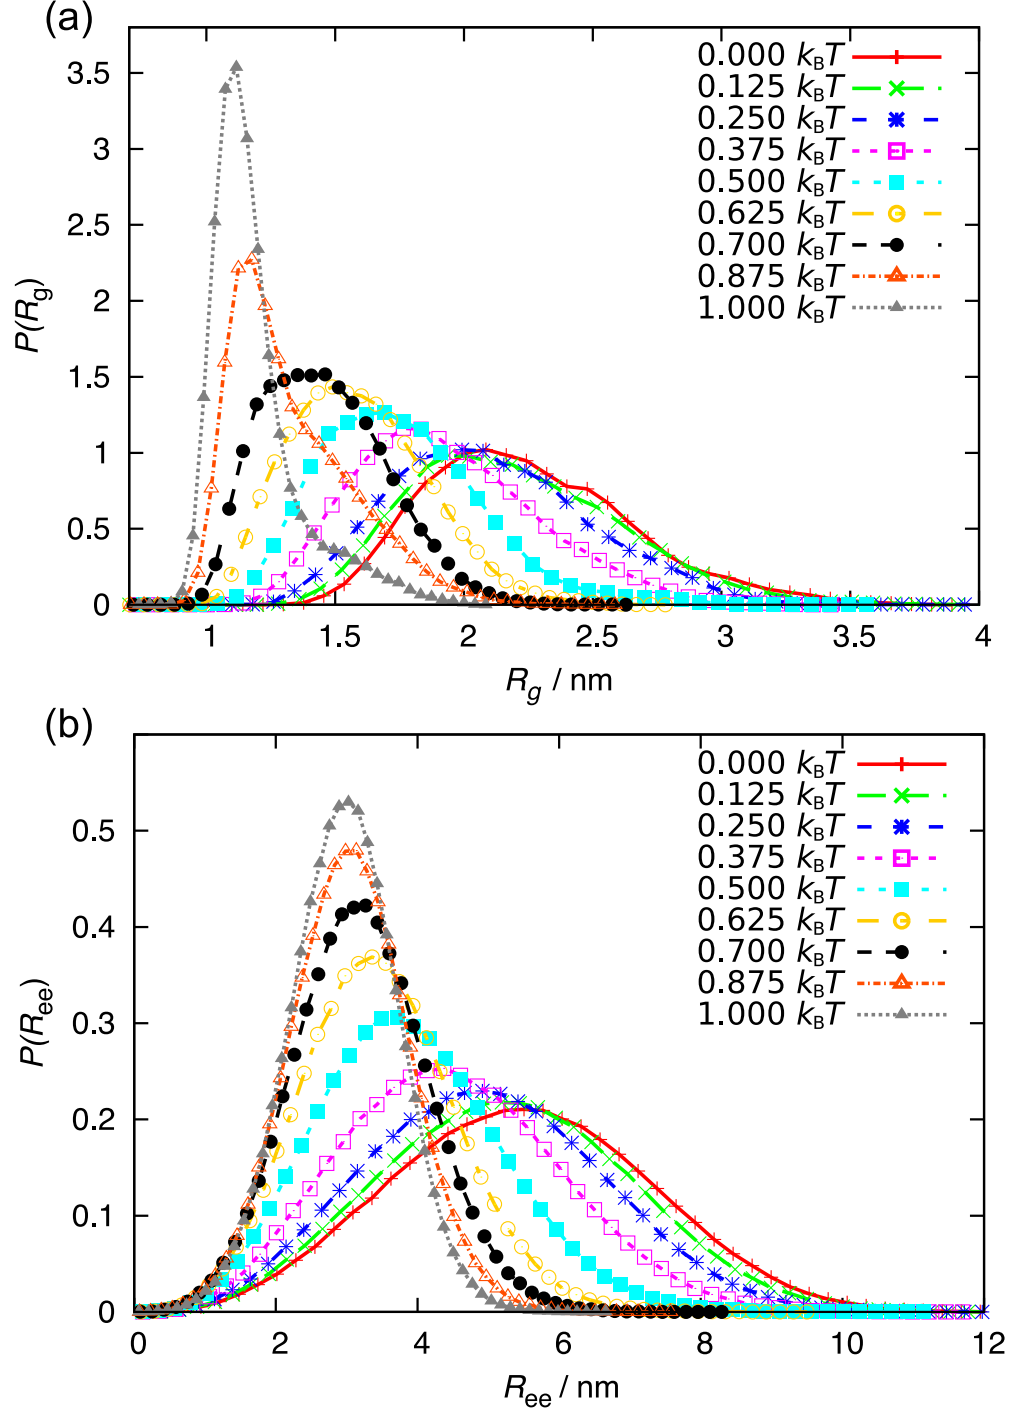 (a)
0.000 kBT
0.125 kBT
0.250 kBT
0.375 kBT
0.500 kBT
0.625 kBT
0.700 kBT
0.875 kBT
1.000 kBT
3.5
3
2.5
2
1.5
1
0.5
0
P(Rg)
1 1.5 2 2.5 3 3.5 4
Rg / nm
(b)
0.000 kBT
0.125 kBT
0.250 kBT
0.375 kBT
0.500 kBT
0.625 kBT
0.700 kBT
0.875 kBT
1.000 kBT
0.5
0.4
0.3
0.2
0.1
0
P(Ree)
0 2 4 6 8 10 12
Ree / nm